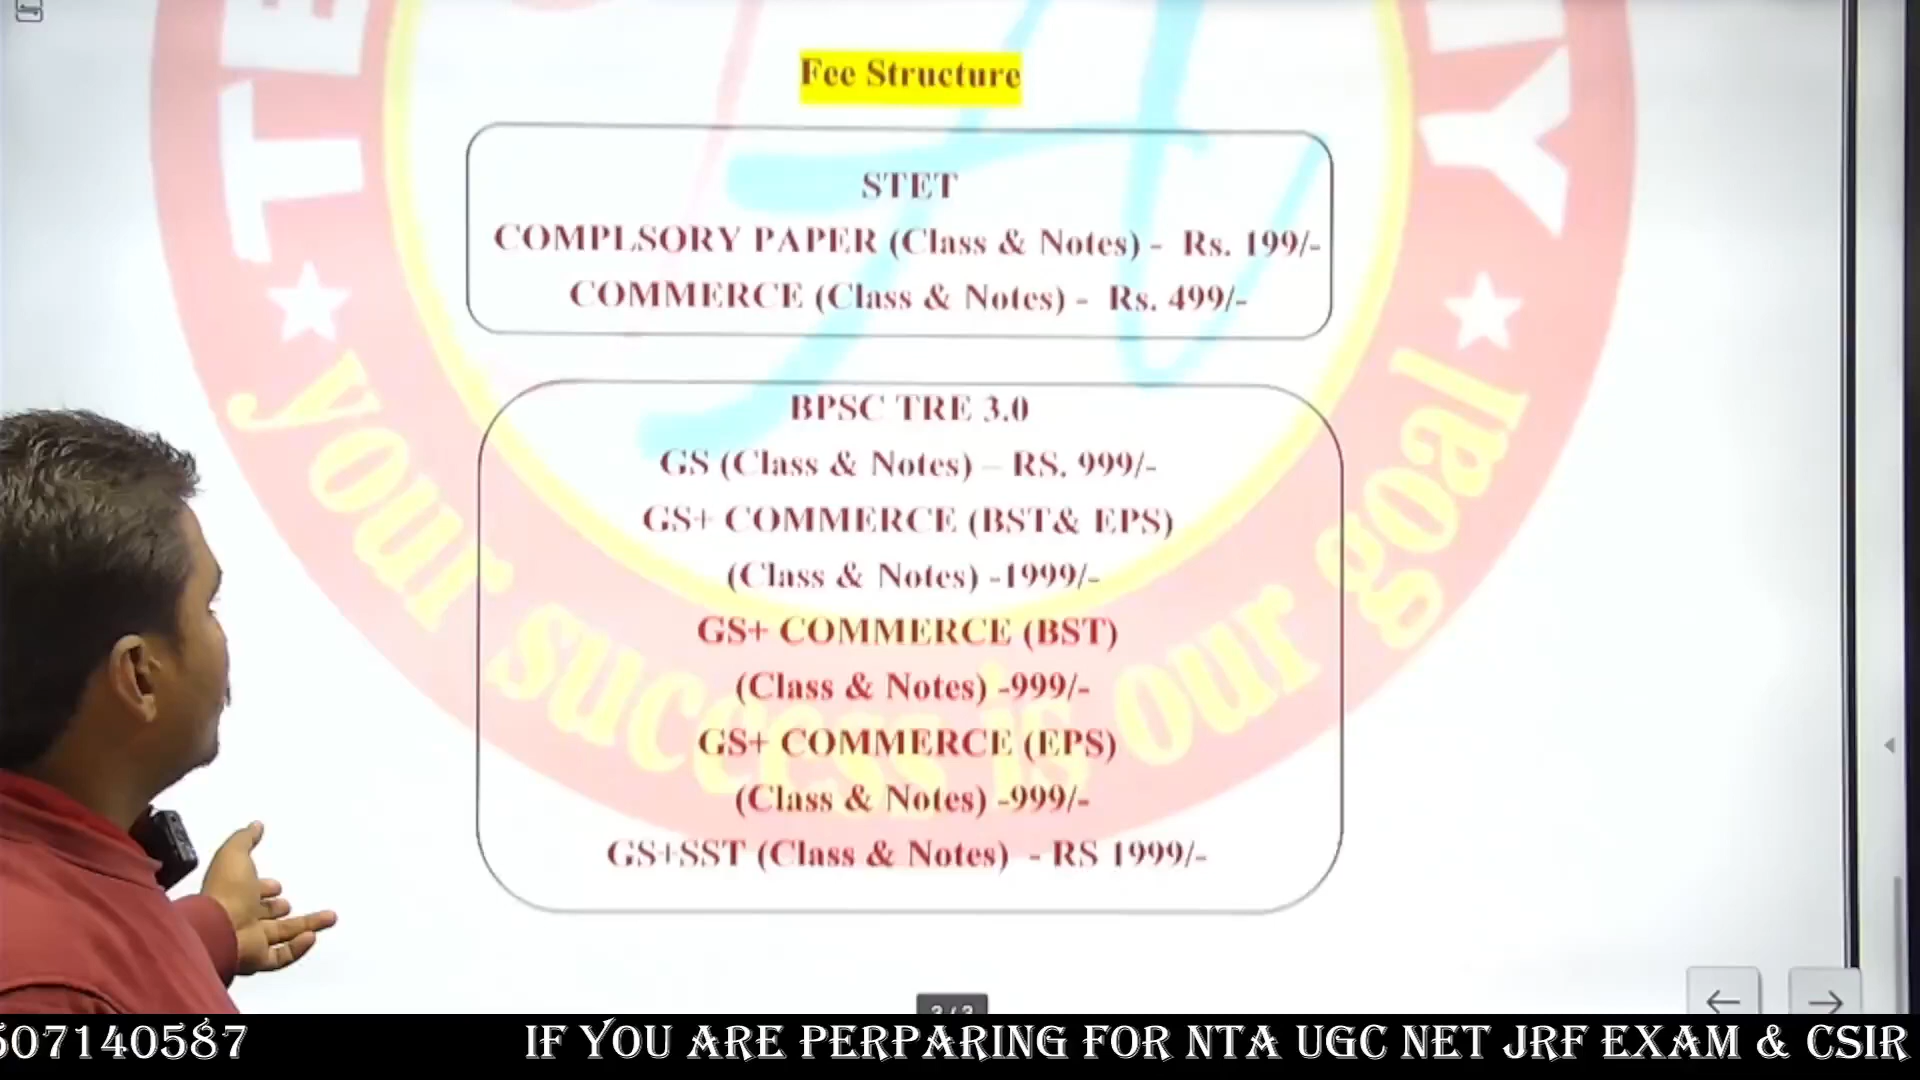 Fee Structure
STET
COMPLSORY PAPER (Class & Notes) - Rs. 199/-
COMMERCE (Class & Notes) - Rs. 499/-
BPSC TRE 3.0
GS (Class & Notes) – RS. 999/-
GS+ COMMERCE (BST& EPS)
(Class & Notes) -1999/-
GS+ COMMERCE (BST)
(Class & Notes) -999/-
GS+ COMMERCE (EPS)
(Class & Notes) -999/-
GS+SST (Class & Notes) - RS 1999/-
your success is our goal
507140587 IF YOU ARE PERPARING FOR NTA UGC NET JRF EXAM & CSIR